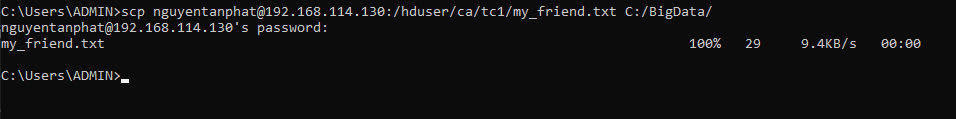 C:\Users\ADMIN>scp nguyentanphat@192.168.114.130:/hduser/ca/tc1/my_friend.txt C:/BigData/
nguyentanphat@192.168.114.130's password:
my_friend.txt 100% 29 9.4KB/s 00:00
C:\Users\ADMIN>